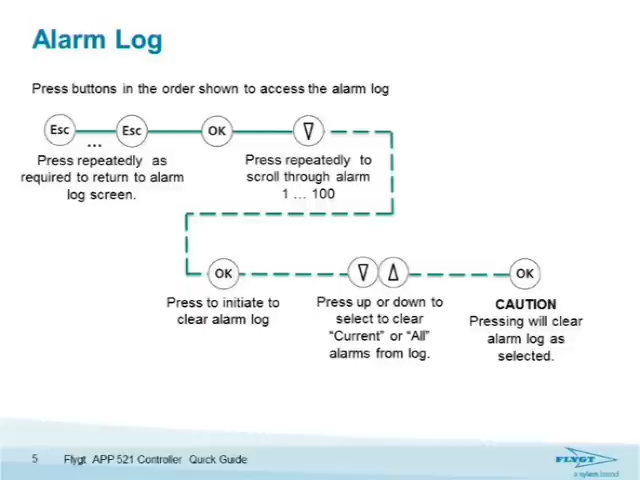 Alarm Log
Press buttons in the order shown to access the alarm log
Esc ... Esc OK
Press repeatedly as
required to return to alarm
log screen.
Press repeatedly to
scroll through alarm
1 … 100
OK
OK
Press to initiate to
clear alarm log
Press up or down to
select to clear
“Current” or “All”
alarms from log.
CAUTION
Pressing will clear
alarm log as
selected.
5 Flygt APP 521 Controller Quick Guide
FLYGT
a xylem brand